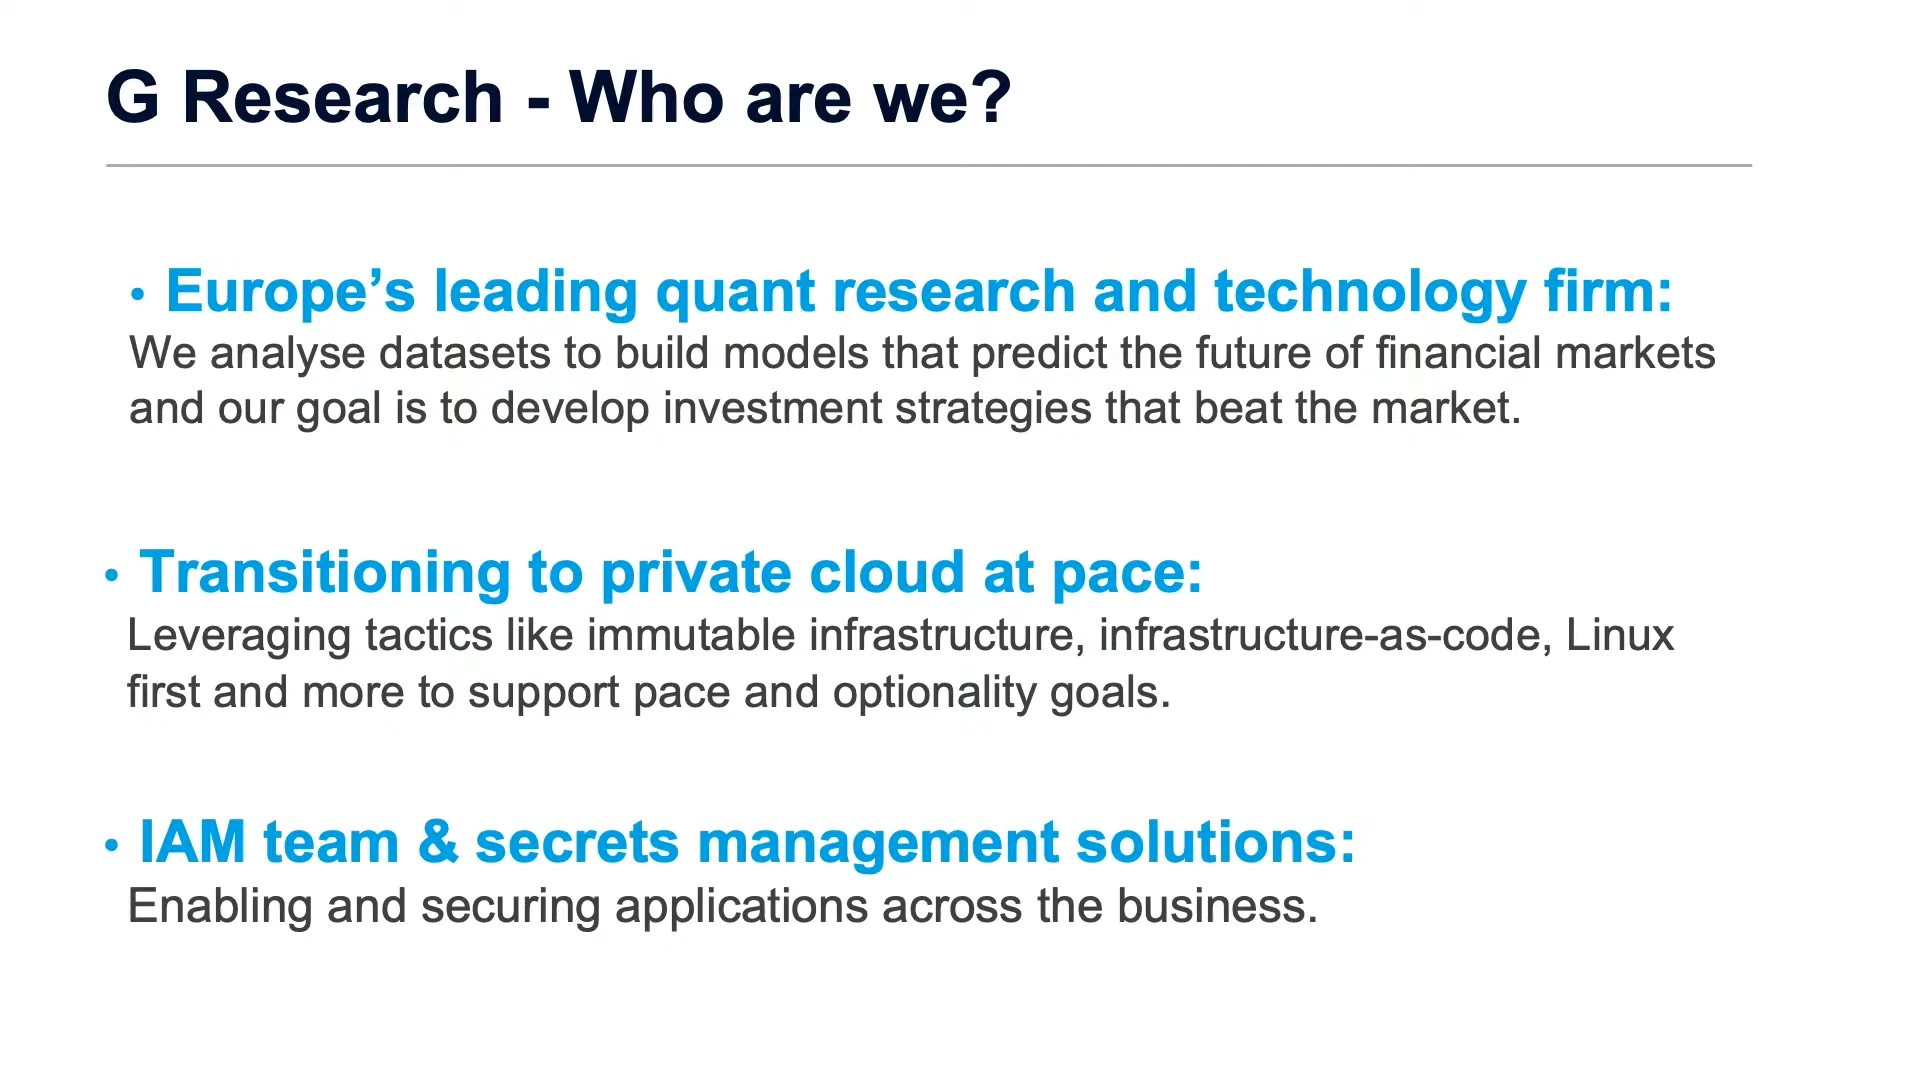 G Research - Who are we?
• Europe’s leading quant research and technology firm:
We analyse datasets to build models that predict the future of financial markets
and our goal is to develop investment strategies that beat the market.
• Transitioning to private cloud at pace:
Leveraging tactics like immutable infrastructure, infrastructure-as-code, Linux
first and more to support pace and optionality goals.
• IAM team & secrets management solutions:
Enabling and securing applications across the business.